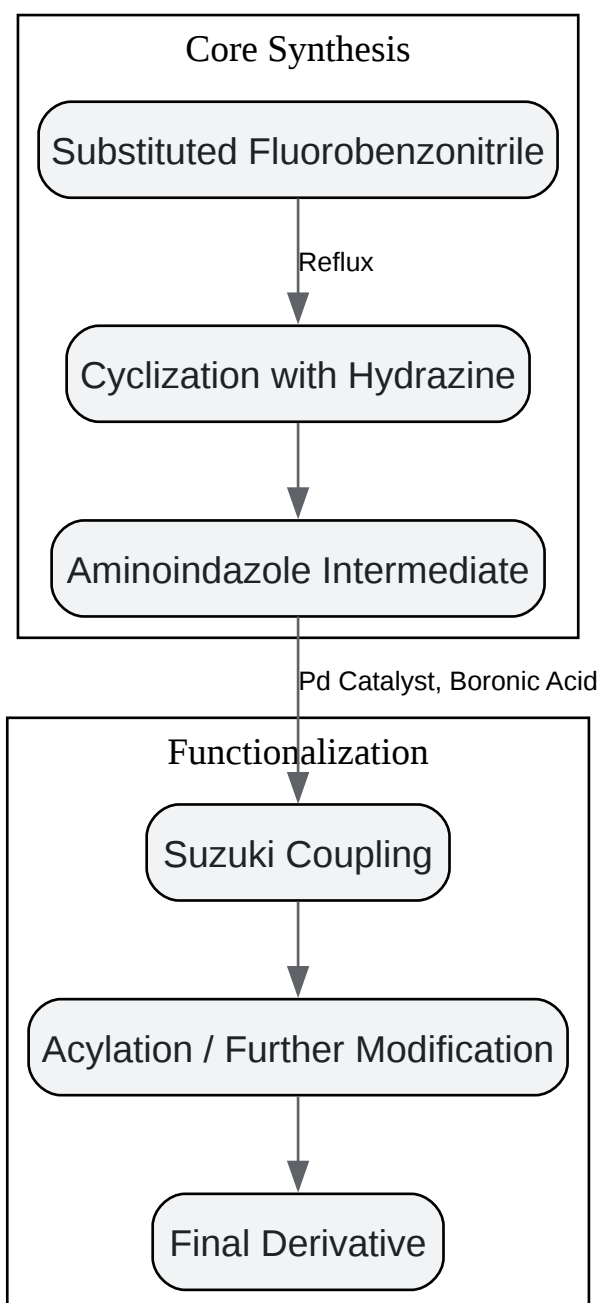 Core Synthesis
Substituted Fluorobenzonitrile
Reflux
Cyclization with Hydrazine
Aminoindazole Intermediate
Pd Catalyst, Boronic Acid
Functionalization
Suzuki Coupling
Acylation / Further Modification
Final Derivative